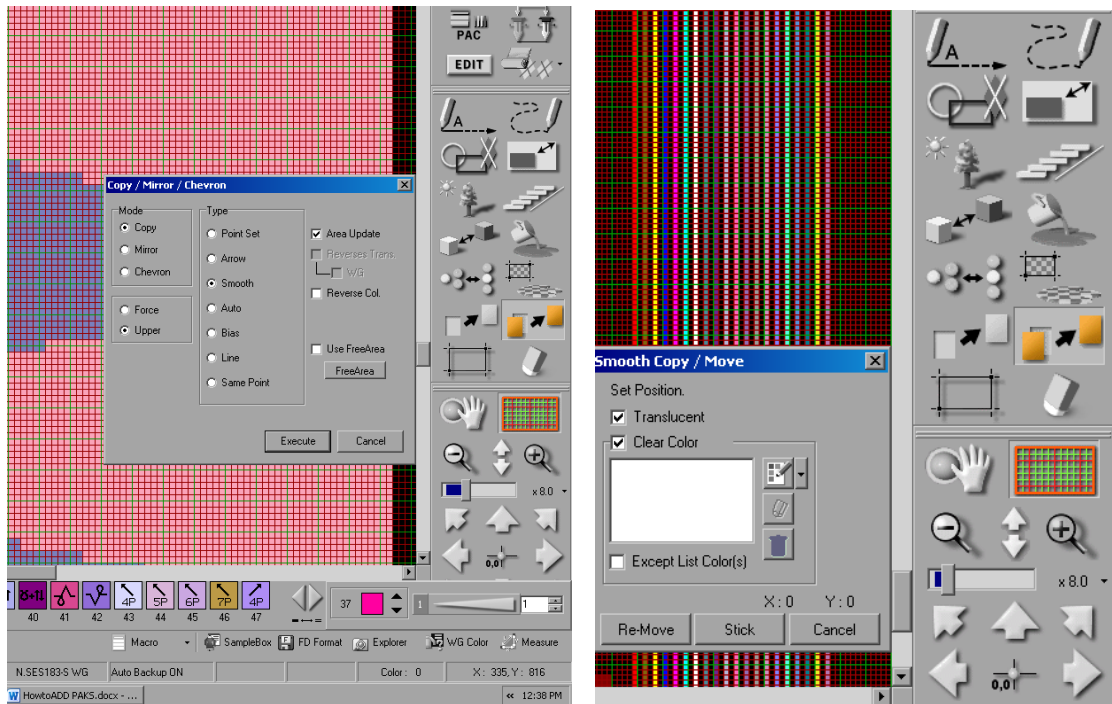 PAC
EDIT
A
Copy / Mirror / Chevron
Mode
Copy
Mirror
Chevron
Force
Upper
Type
Point Set
Arrow
Smooth
Auto
Bias
Line
Same Point
Area Update
Reverses Trans.
WG
Reverse Col.
Use FreeArea
FreeArea
Execute
Cancel
x 8.0
0,0
4P 5P 6P 7P 4P
40 41 42 43 44 45 46 47
37
1
1
Macro SampleBox FD Format Explorer WG Color Measure
N.SES183-S WG Auto Backup ON Color : 0 X : 335, Y : 816
HowtoADD PAKS.docx - ... 12:38 PM
A
Smooth Copy / Move
Set Position.
Translucent
Clear Color
Except List Color(s)
X : 0 Y : 0
Re-Move Stick Cancel
x 8.0
0,0